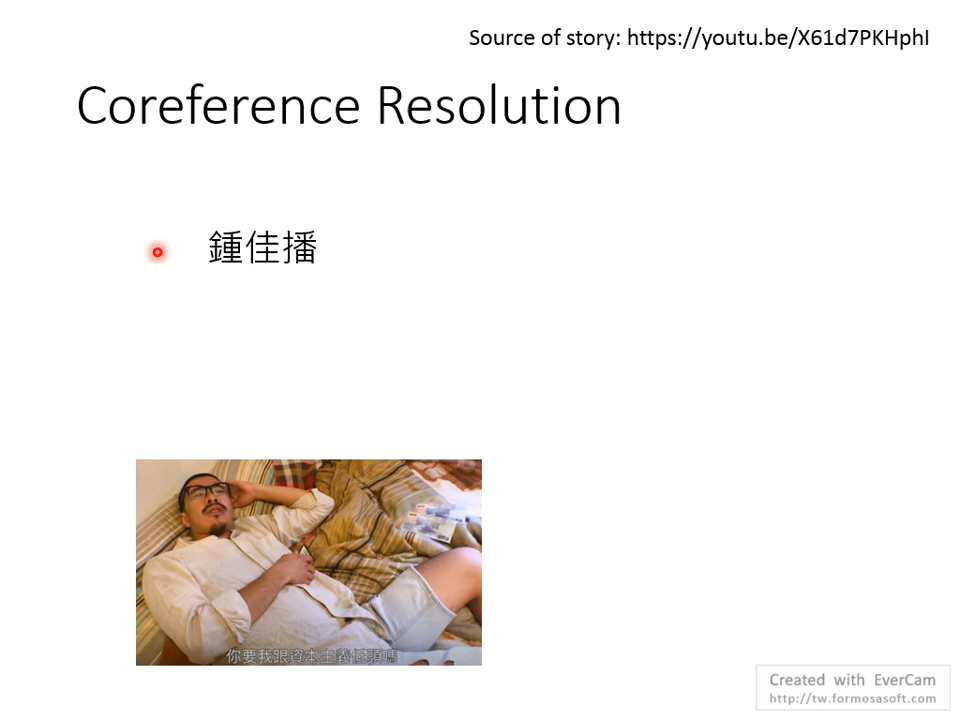 Source of story: https://youtu.be/X61d7PKHphI
Coreference Resolution
鍾佳播
你要我跟資本主義低頭嗎
Created with EverCam
http://tw.formosasoft.com